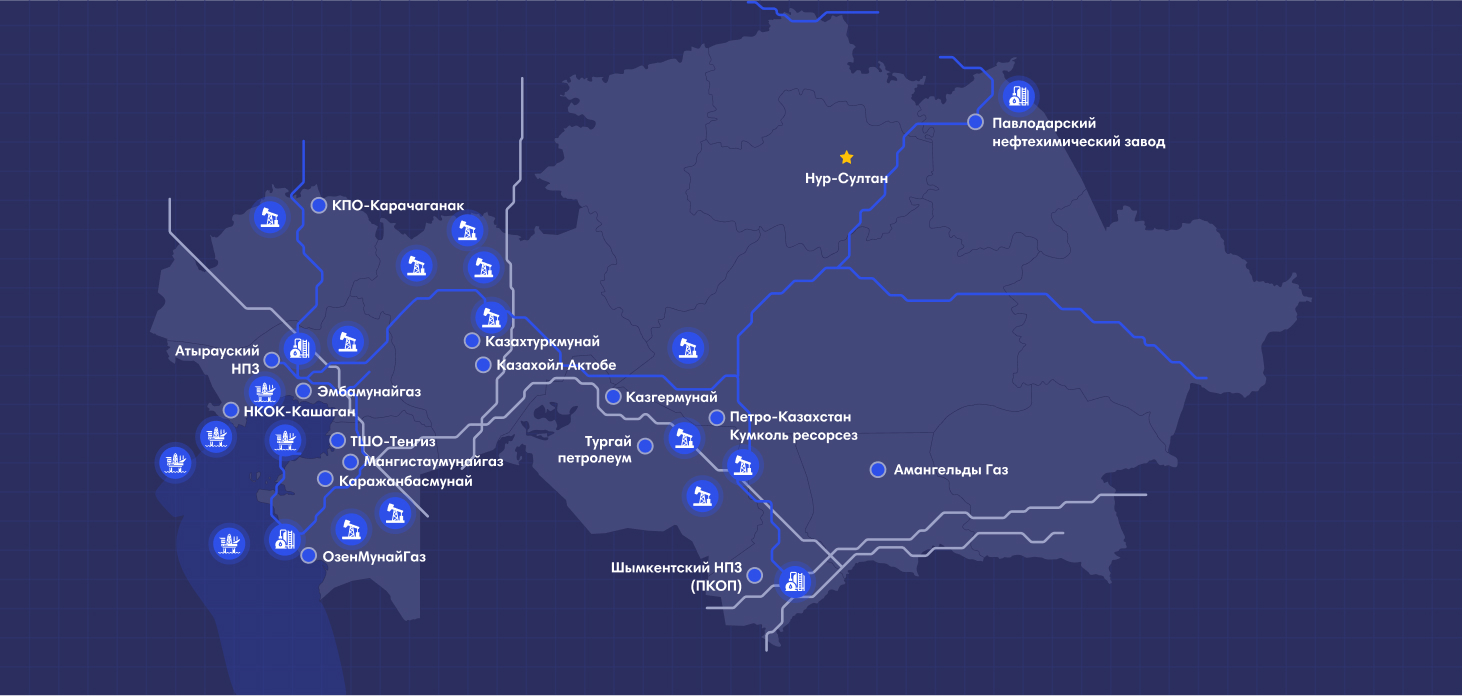 Павлодарский
нефтехимический завод
Нур-Султан
КПО-Карачаганак
Казахтуркмунай
Казахойл Актобе
Атырауский
НПЗ
Эмбамунайгаз
НКОК-Кашаган
Казгермунай
Петро-Казахстан
Кумколь ресорсез
Тургай
петролеум
ТШО-Тенгиз
Мангистаумунайгаз
Каражанбасмунай
Амангельды Газ
ОзенМунайГаз
Шымкентский НПЗ
(ПКОП)